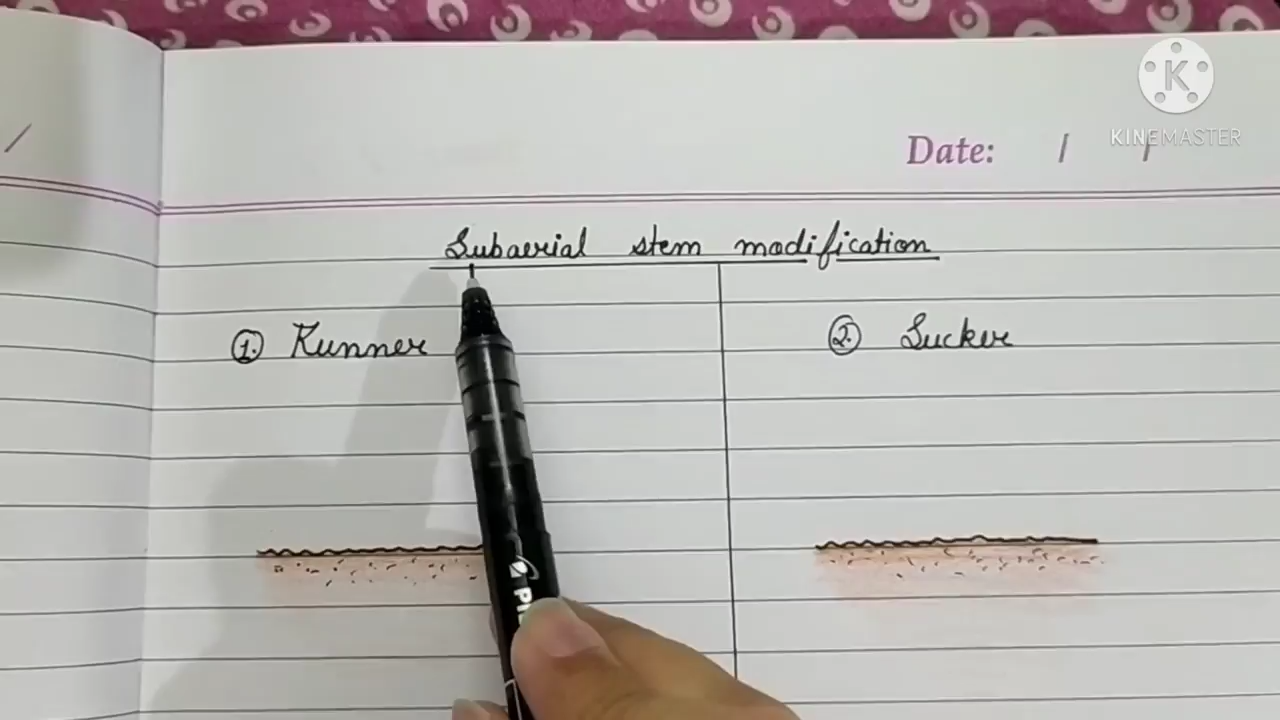 KINEMASTER
Date: / /
Subaerial stem modification
1. Runner
2. Sucker